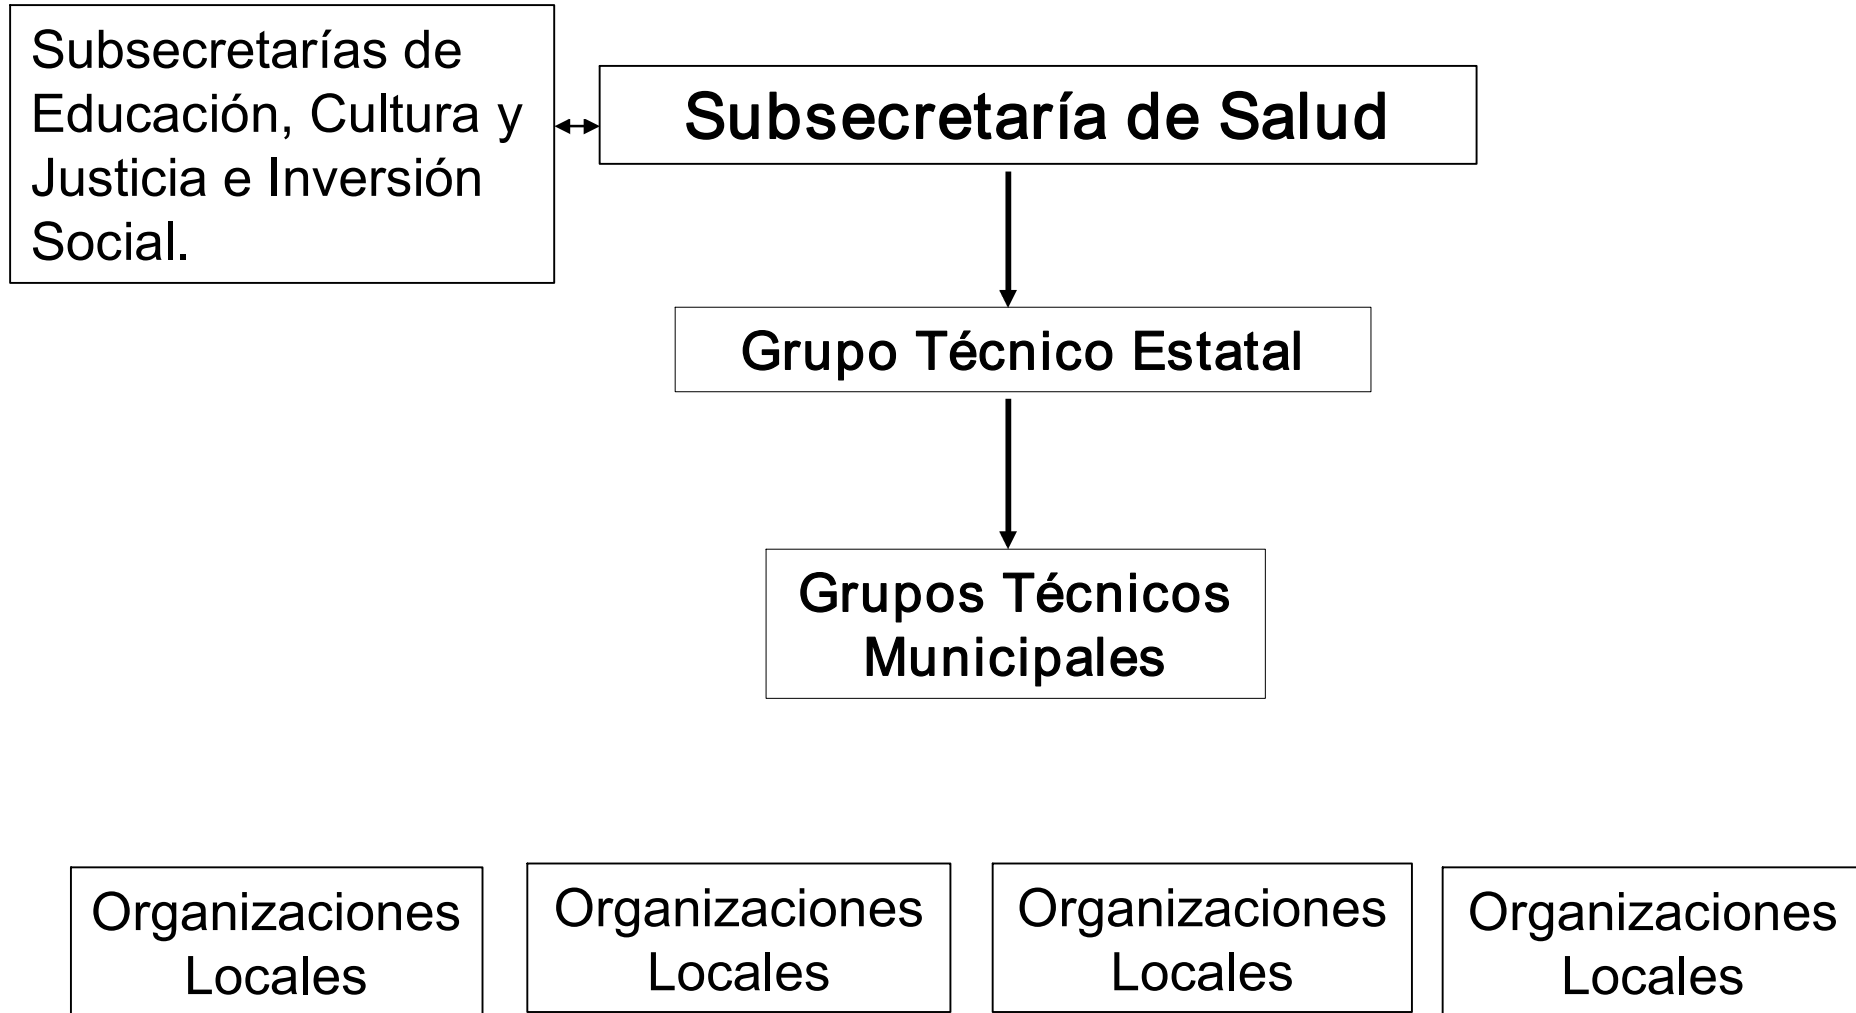 Subsecretarías de
Educación, Cultura y
Justicia e Inversión
Social.
Subsecretaría de Salud
Grupo Técnico Estatal
Grupos Técnicos
Municipales
Organizaciones
Locales
Organizaciones
Locales
Organizaciones
Locales
Organizaciones
Locales